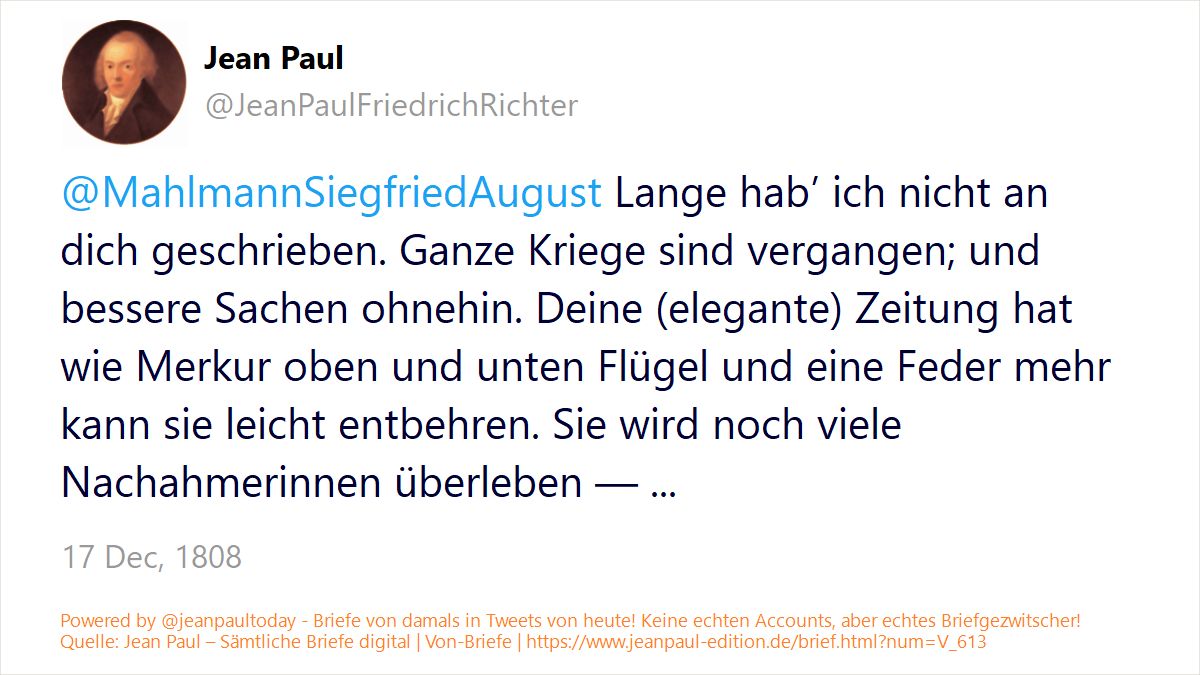 Jean Paul
@JeanPaulFriedrichRichter
@MahlmannSiegfriedAugust Lange hab’ ich nicht an
dich geschrieben. Ganze Kriege sind vergangen; und
bessere Sachen ohnehin. Deine (elegante) Zeitung hat
wie Merkur oben und unten Flügel und eine Feder mehr
kann sie leicht entbehren. Sie wird noch viele
Nachahmerinnen überleben — ...
17 Dec, 1808
Powered by @jeanpaultoday - Briefe von damals in Tweets von heute! Keine echten Accounts, aber echtes Briefgezwitscher!
Quelle: Jean Paul – Sämtliche Briefe digital | Von-Briefe | https://www.jeanpaul-edition.de/brief.html?num=V_613